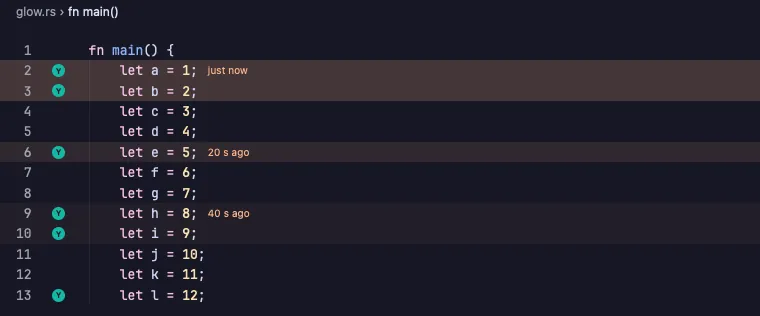 glow.rs › fn main()
1 fn main() {
2 Y let a = 1; just now
3 Y let b = 2;
4 let c = 3;
5 let d = 4;
6 Y let e = 5; 20 s ago
7 let f = 6;
8 let g = 7;
9 Y let h = 8; 40 s ago
10 Y let i = 9;
11 let j = 10;
12 let k = 11;
13 Y let l = 12;